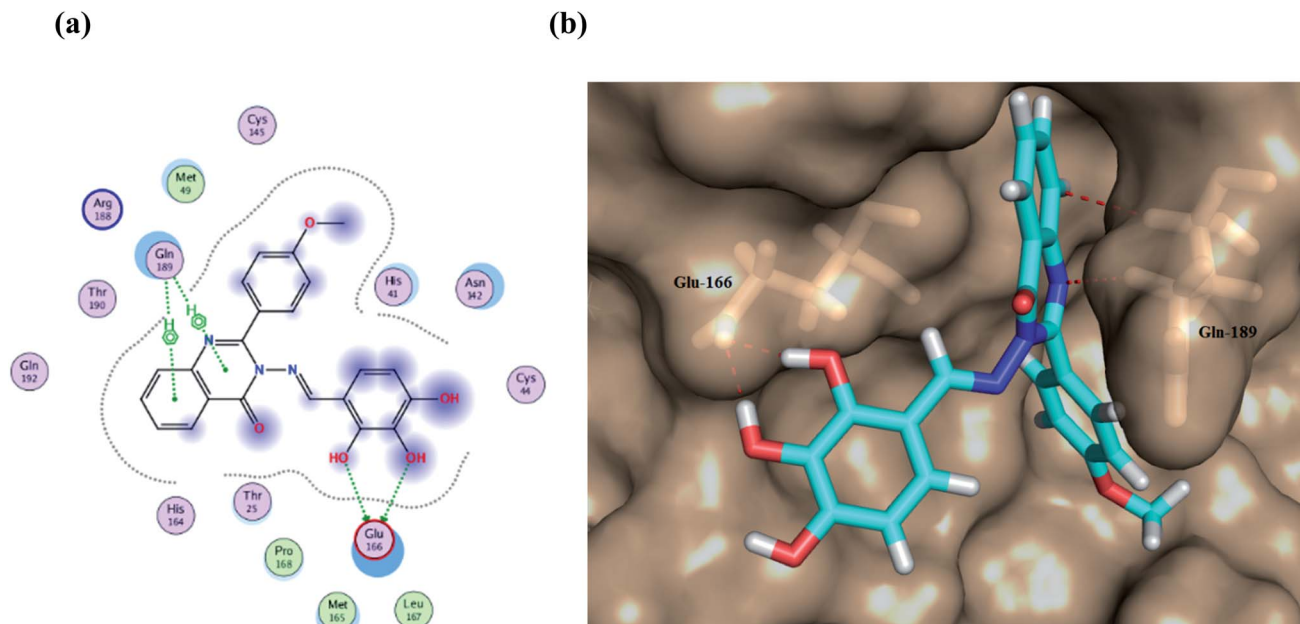 (a)
(b)
Cys
145
Met
49
Arg
188
Gln
189
Thr
190
Gln
192
His
41
Asn
142
Cys
44
His
164
Thr
25
Pro
168
Met
165
Leu
167
Glu
166
O
H
H
N
N
N
O
OH
HO
OH
Glu-166
Gln-189